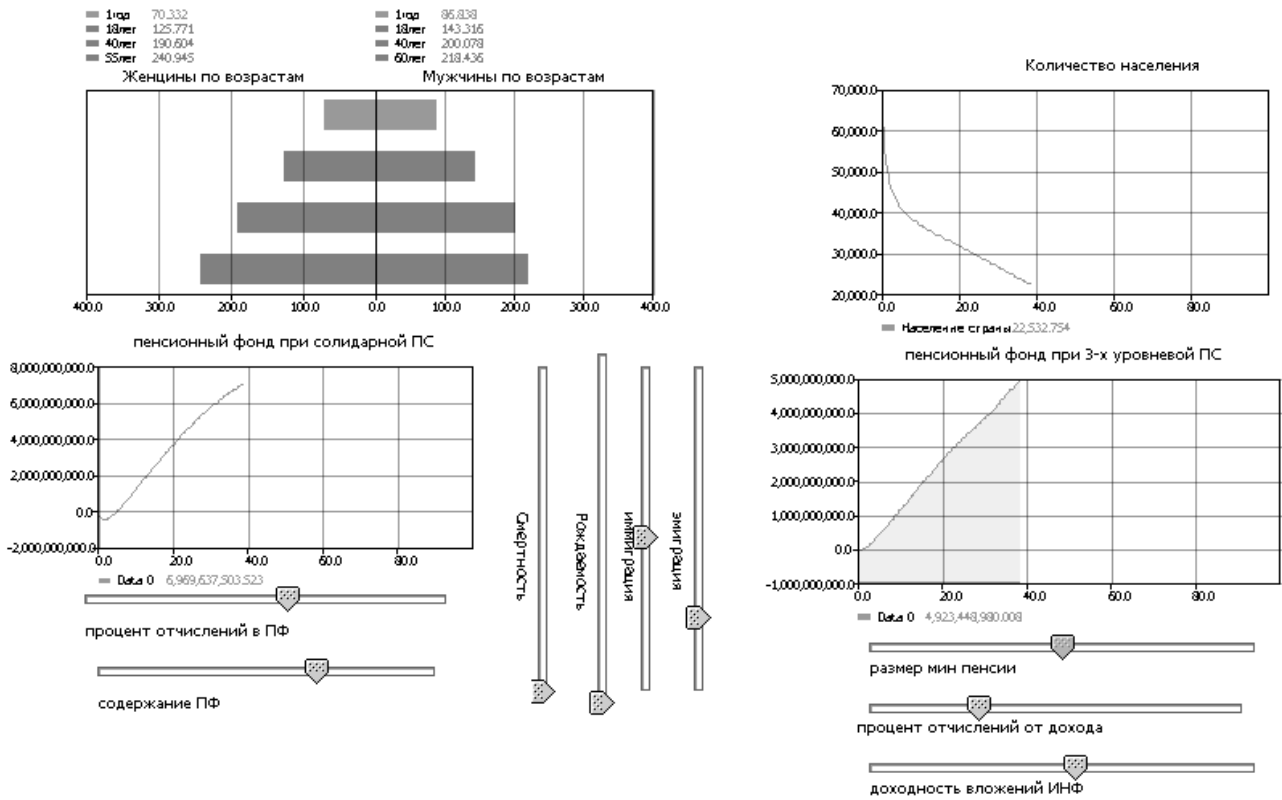 1год 70.332
18лет 125.771
40лет 190.604
55лет 240.945
Женщины по возрастам
1год 86.838
18лет 143.316
40лет 200.078
60лет 218.436
Мужчины по возрастам
400.0 300.0 200.0 100.0 0.0 100.0 200.0 300.0 400.0
Количество населения
70,000.0
60,000.0
50,000.0
40,000.0
30,000.0
20,000.0
0.0 20.0 40.0 60.0 80.0
Население страны 22,532.754
пенсионный фонд при солидарной ПС
8,000,000,000.0
6,000,000,000.0
4,000,000,000.0
2,000,000,000.0
0.0
-2,000,000,000.0
20.0 40.0 60.0 80.0
Data 0 6,969,637,503.523
процент отчислений в ПФ
содержание ПФ
Смертность
Рождаемость
иммиграция
эмиграция
пенсионный фонд при 3-х уровневой ПС
5,000,000,000.0
4,000,000,000.0
3,000,000,000.0
2,000,000,000.0
1,000,000,000.0
0.0
-1,000,000,000.0
0.0 20.0 40.0 60.0 80.0
Data 0 4,923,448,980.008
размер мин пенсии
процент отчислений от дохода
доходность вложений ИНФ